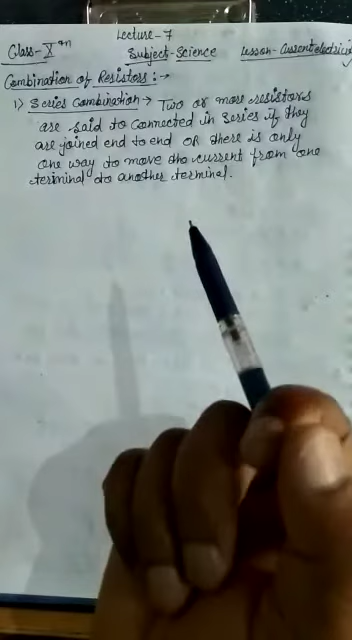 Lecture-7
Class-Xth Subject-Science Lesson-Current electricit
Combination of Resistors:-
1) Series Combination → Two or more resistors
are said to connected in series if they
are joined end to end OR there is only
one way to move the current from one
terminal to another terminal.